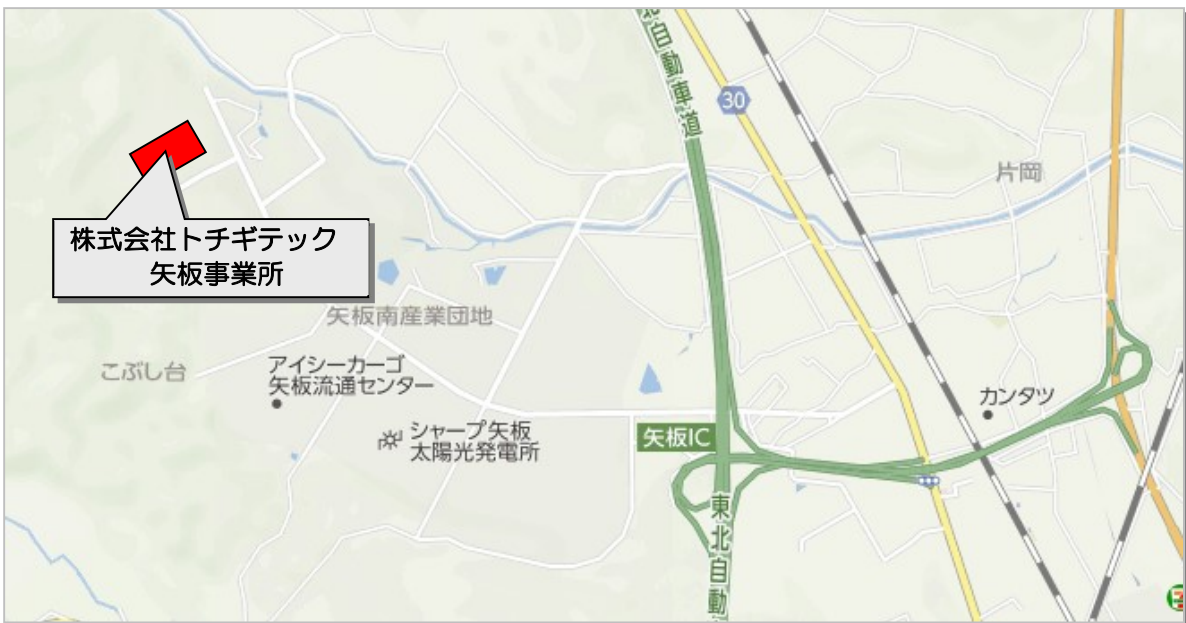 自動車道
30
片岡
株式会社トチギテック
矢板事業所
矢板南産業団地
こぶし台
アイシーカーゴ
矢板流通センター
カンタツ
シャープ矢板
太陽光発電所
矢板IC
東北自動